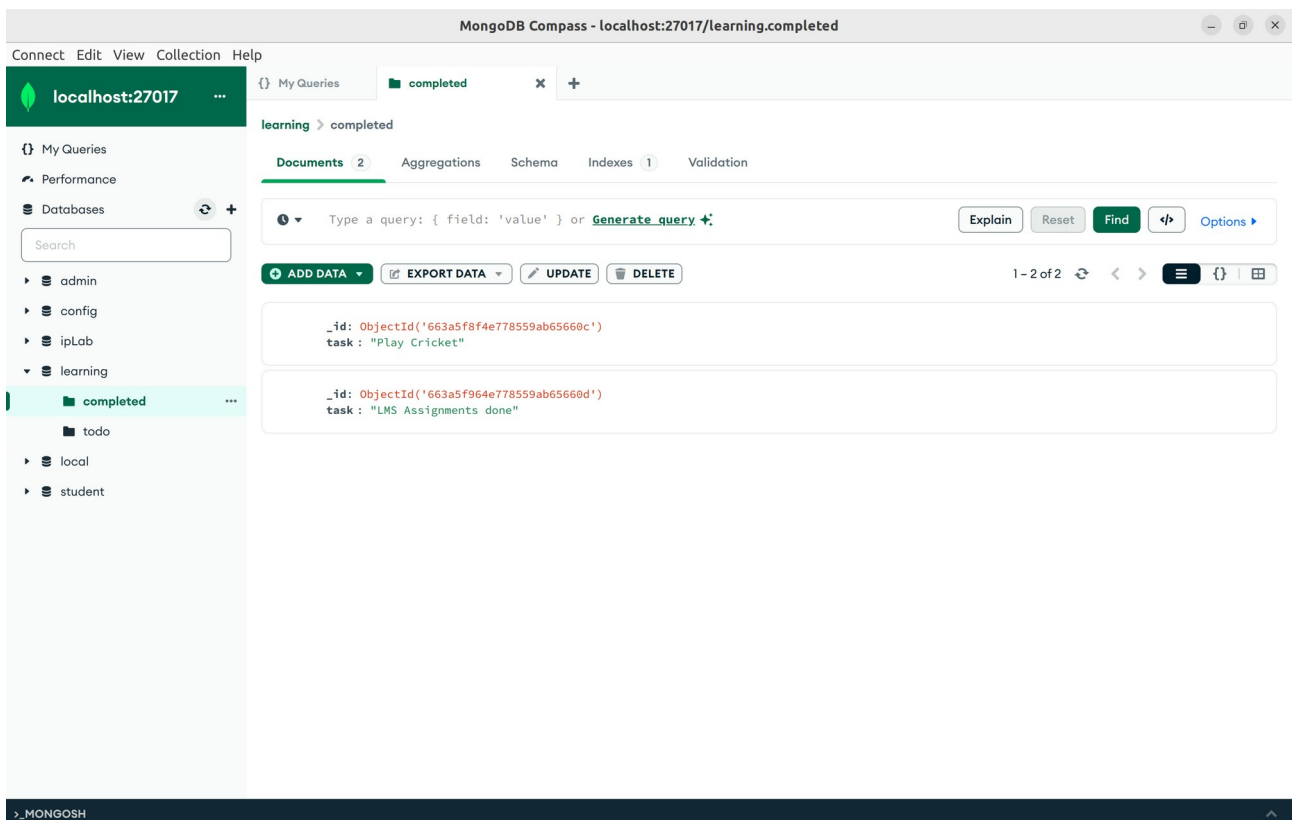 MongoDB Compass - localhost:27017/learning.completed
Connect Edit View Collection Help
localhost:27017 ...
{} My Queries
Performance
Databases
Search
admin
config
ipLab
learning
completed ...
todo
local
student
{} My Queries
completed
learning > completed
Documents 2 Aggregations Schema Indexes 1 Validation
Type a query: { field: 'value' } or Generate query
Explain Reset Find </> Options
ADD DATA EXPORT DATA UPDATE DELETE
1 – 2 of 2 {}
_id: ObjectId('663a5f8f4e778559ab65660c')
task : "Play Cricket"
_id: ObjectId('663a5f964e778559ab65660d')
task : "LMS Assignments done"
>_MONGOSH